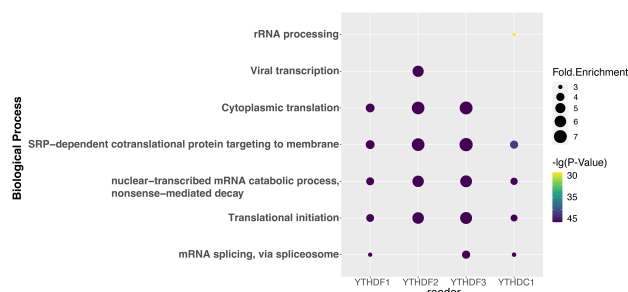 rRNA processing
Viral transcription
Cytoplasmic translation
SRP−dependent cotranslational protein targeting to membrane
nuclear−transcribed mRNA catabolic process,
nonsense−mediated decay
Translational initiation
mRNA splicing, via spliceosome
Biological Process
YTHDF1 YTHDF2 YTHDF3 YTHDC1
reader
Fold.Enrichment
3
4
5
6
7
-lg(P-Value)
30
35
45